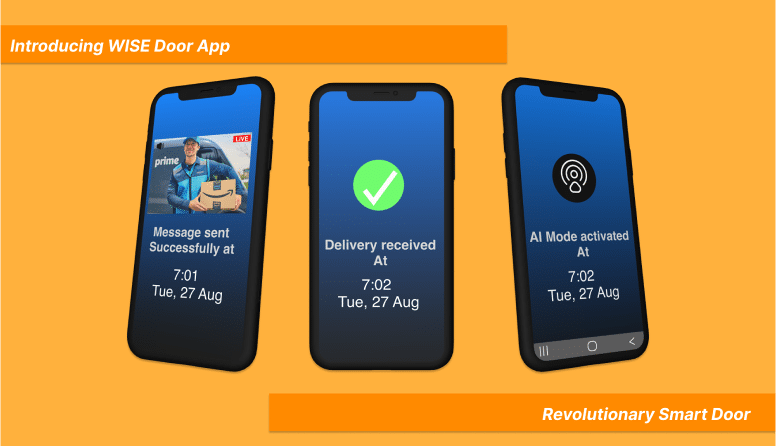 Introducing WISE Door App
LIVE
prime
Message sent
Successfully at
7:01
Tue, 27 Aug
Delivery received
At
7:02
Tue, 27 Aug
AI Mode activated
At
7:02
Tue, 27 Aug
Revolutionary Smart Door